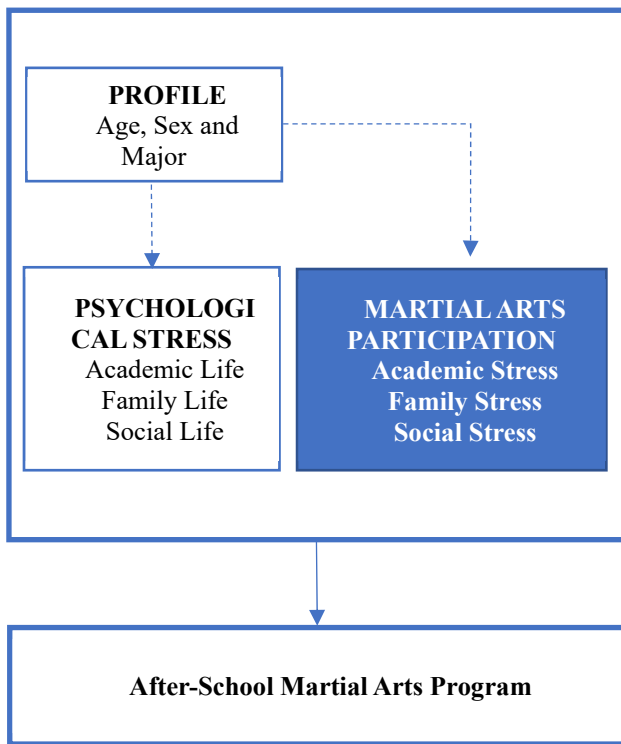 PROFILE
Age, Sex and
Major
PSYCHOLOGI
CAL STRESS
Academic Life
Family Life
Social Life
MARTIAL ARTS
PARTICIPATION
Academic Stress
Family Stress
Social Stress
After-School Martial Arts Program